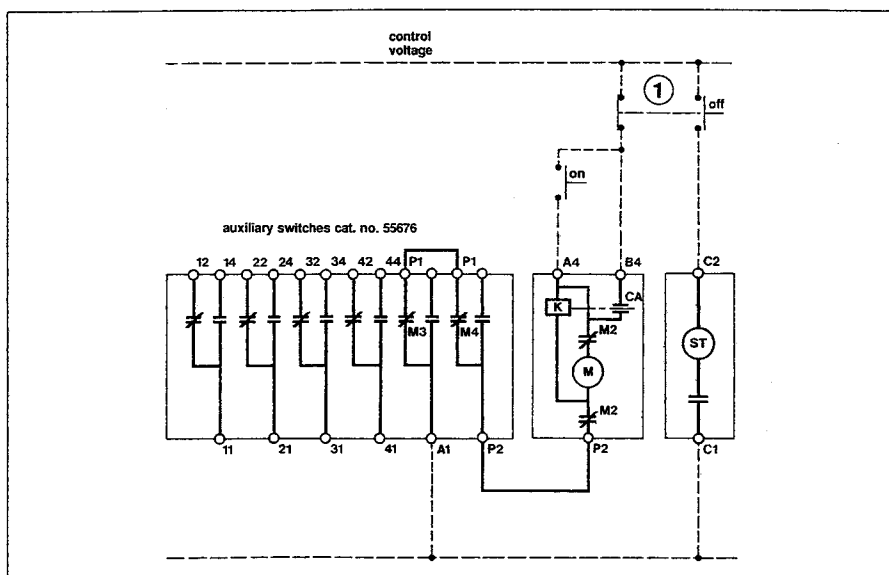 control
voltage
1
off
on
auxiliary switches cat. no. 55676
12 14 22 24 32 34 42 44 P1 P1 A4 B4 C2
K CA
M3 M4 M2
M ST
M2
11 21 31 41 A1 P2 P2 C1